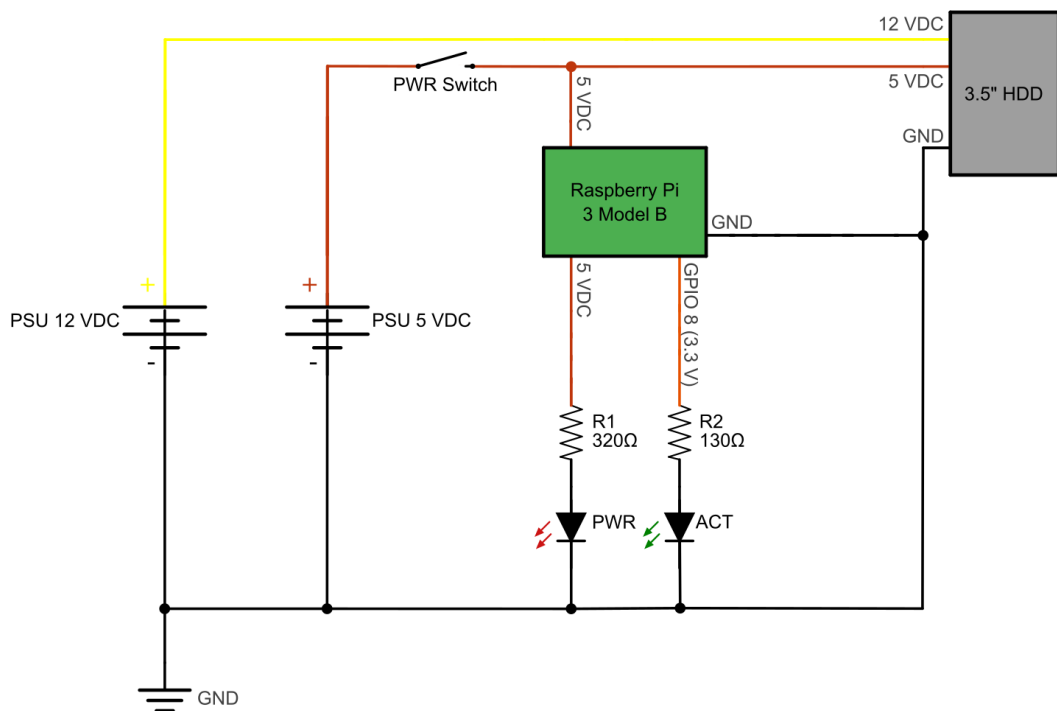 12 VDC
PWR Switch
5 VDC
5 VDC
3.5" HDD
GND
Raspberry Pi
3 Model B
GND
+
+
PSU 12 VDC
PSU 5 VDC
-
-
5 VDC
GPIO 8 (3.3 V)
R1
320Ω
R2
130Ω
PWR
ACT
GND